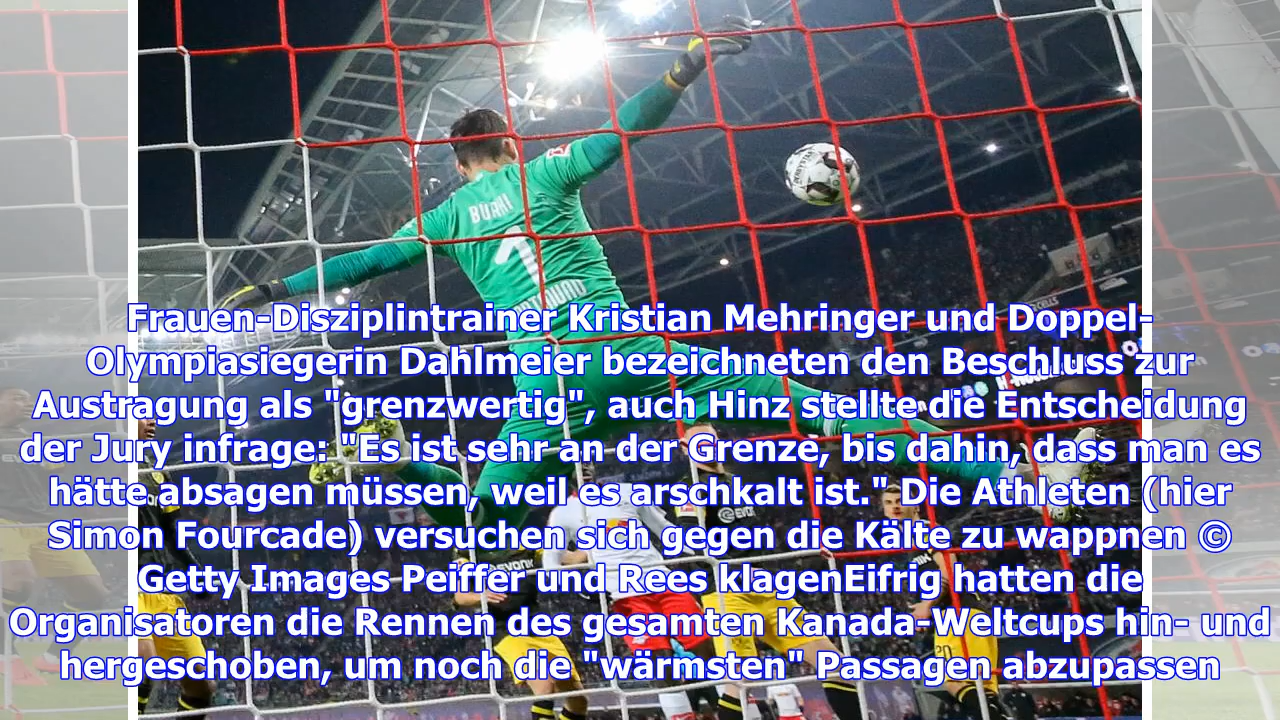 BÜRKI
1
DERBYSTAR
Frauen-Disziplintrainer Kristian Mehringer und Doppel-
Olympiasiegerin Dahlmeier bezeichneten den Beschluss zur
Austragung als "grenzwertig", auch Hinz stellte die Entscheidung
der Jury infrage: "Es ist sehr an der Grenze, bis dahin, dass man es
hätte absagen müssen, weil es arschkalt ist." Die Athleten (hier
Simon Fourcade) versuchen sich gegen die Kälte zu wappnen ©
Getty Images Peiffer und Rees klagenEifrig hatten die
Organisatoren die Rennen des gesamten Kanada-Weltcups hin- und
hergeschoben, um noch die "wärmsten" Passagen abzupassen